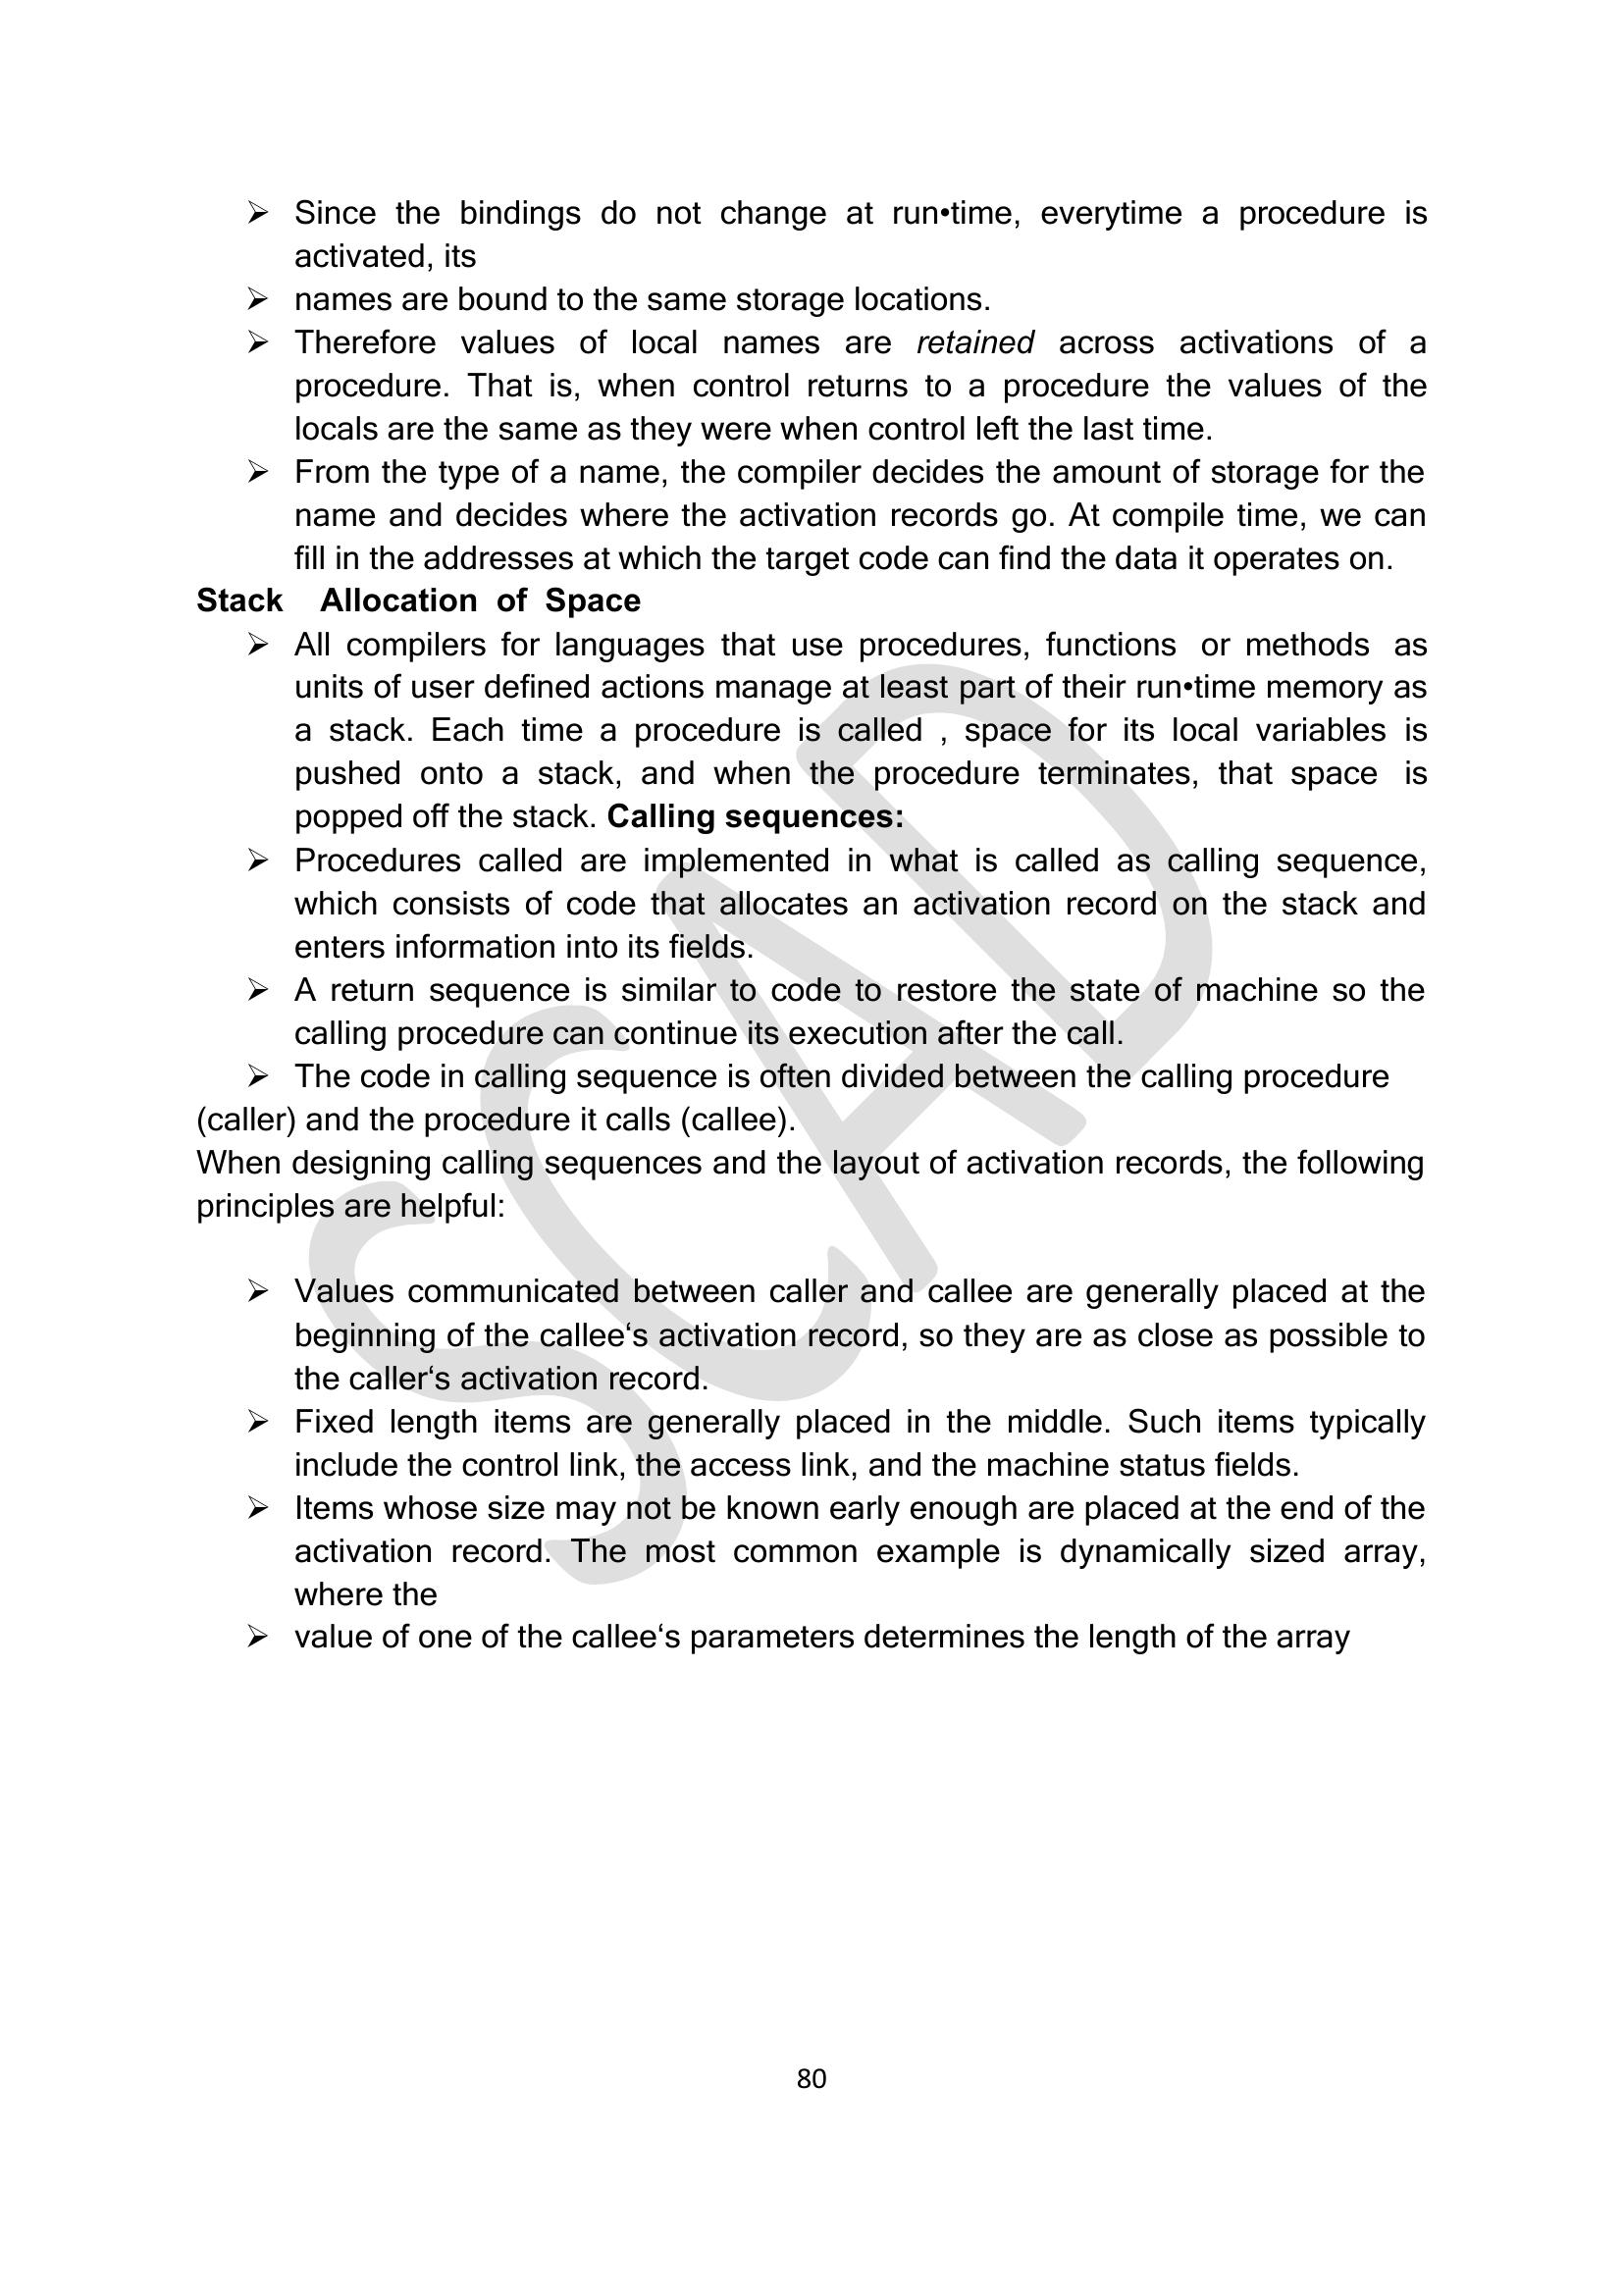 ➢ Since the bindings do not change at run•time, everytime a procedure is
activated, its
➢ names are bound to the same storage locations.
➢ Therefore values of local names are retained across activations of a
procedure. That is, when control returns to a procedure the values of the
locals are the same as they were when control left the last time.
➢ From the type of a name, the compiler decides the amount of storage for the
name and decides where the activation records go. At compile time, we can
fill in the addresses at which the target code can find the data it operates on.
Stack Allocation of Space
➢ All compilers for languages that use procedures, functions or methods as
units of user defined actions manage at least part of their run•time memory as
a stack. Each time a procedure is called , space for its local variables is
pushed onto a stack, and when the procedure terminates, that space is
popped off the stack. Calling sequences:
➢ Procedures called are implemented in what is called as calling sequence,
which consists of code that allocates an activation record on the stack and
enters information into its fields.
➢ A return sequence is similar to code to restore the state of machine so the
calling procedure can continue its execution after the call.
➢ The code in calling sequence is often divided between the calling procedure
(caller) and the procedure it calls (callee).
When designing calling sequences and the layout of activation records, the following
principles are helpful:
➢ Values communicated between caller and callee are generally placed at the
beginning of the callee‘s activation record, so they are as close as possible to
the caller‘s activation record.
➢ Fixed length items are generally placed in the middle. Such items typically
include the control link, the access link, and the machine status fields.
➢ Items whose size may not be known early enough are placed at the end of the
activation record. The most common example is dynamically sized array,
where the
➢ value of one of the callee‘s parameters determines the length of the array
SCAD
80